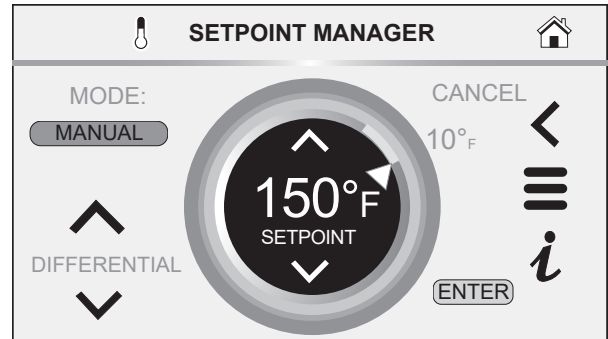 SETPOINT MANAGER
MODE:
MANUAL
CANCEL
10°F
150°F
SETPOINT
DIFFERENTIAL
ENTER
i